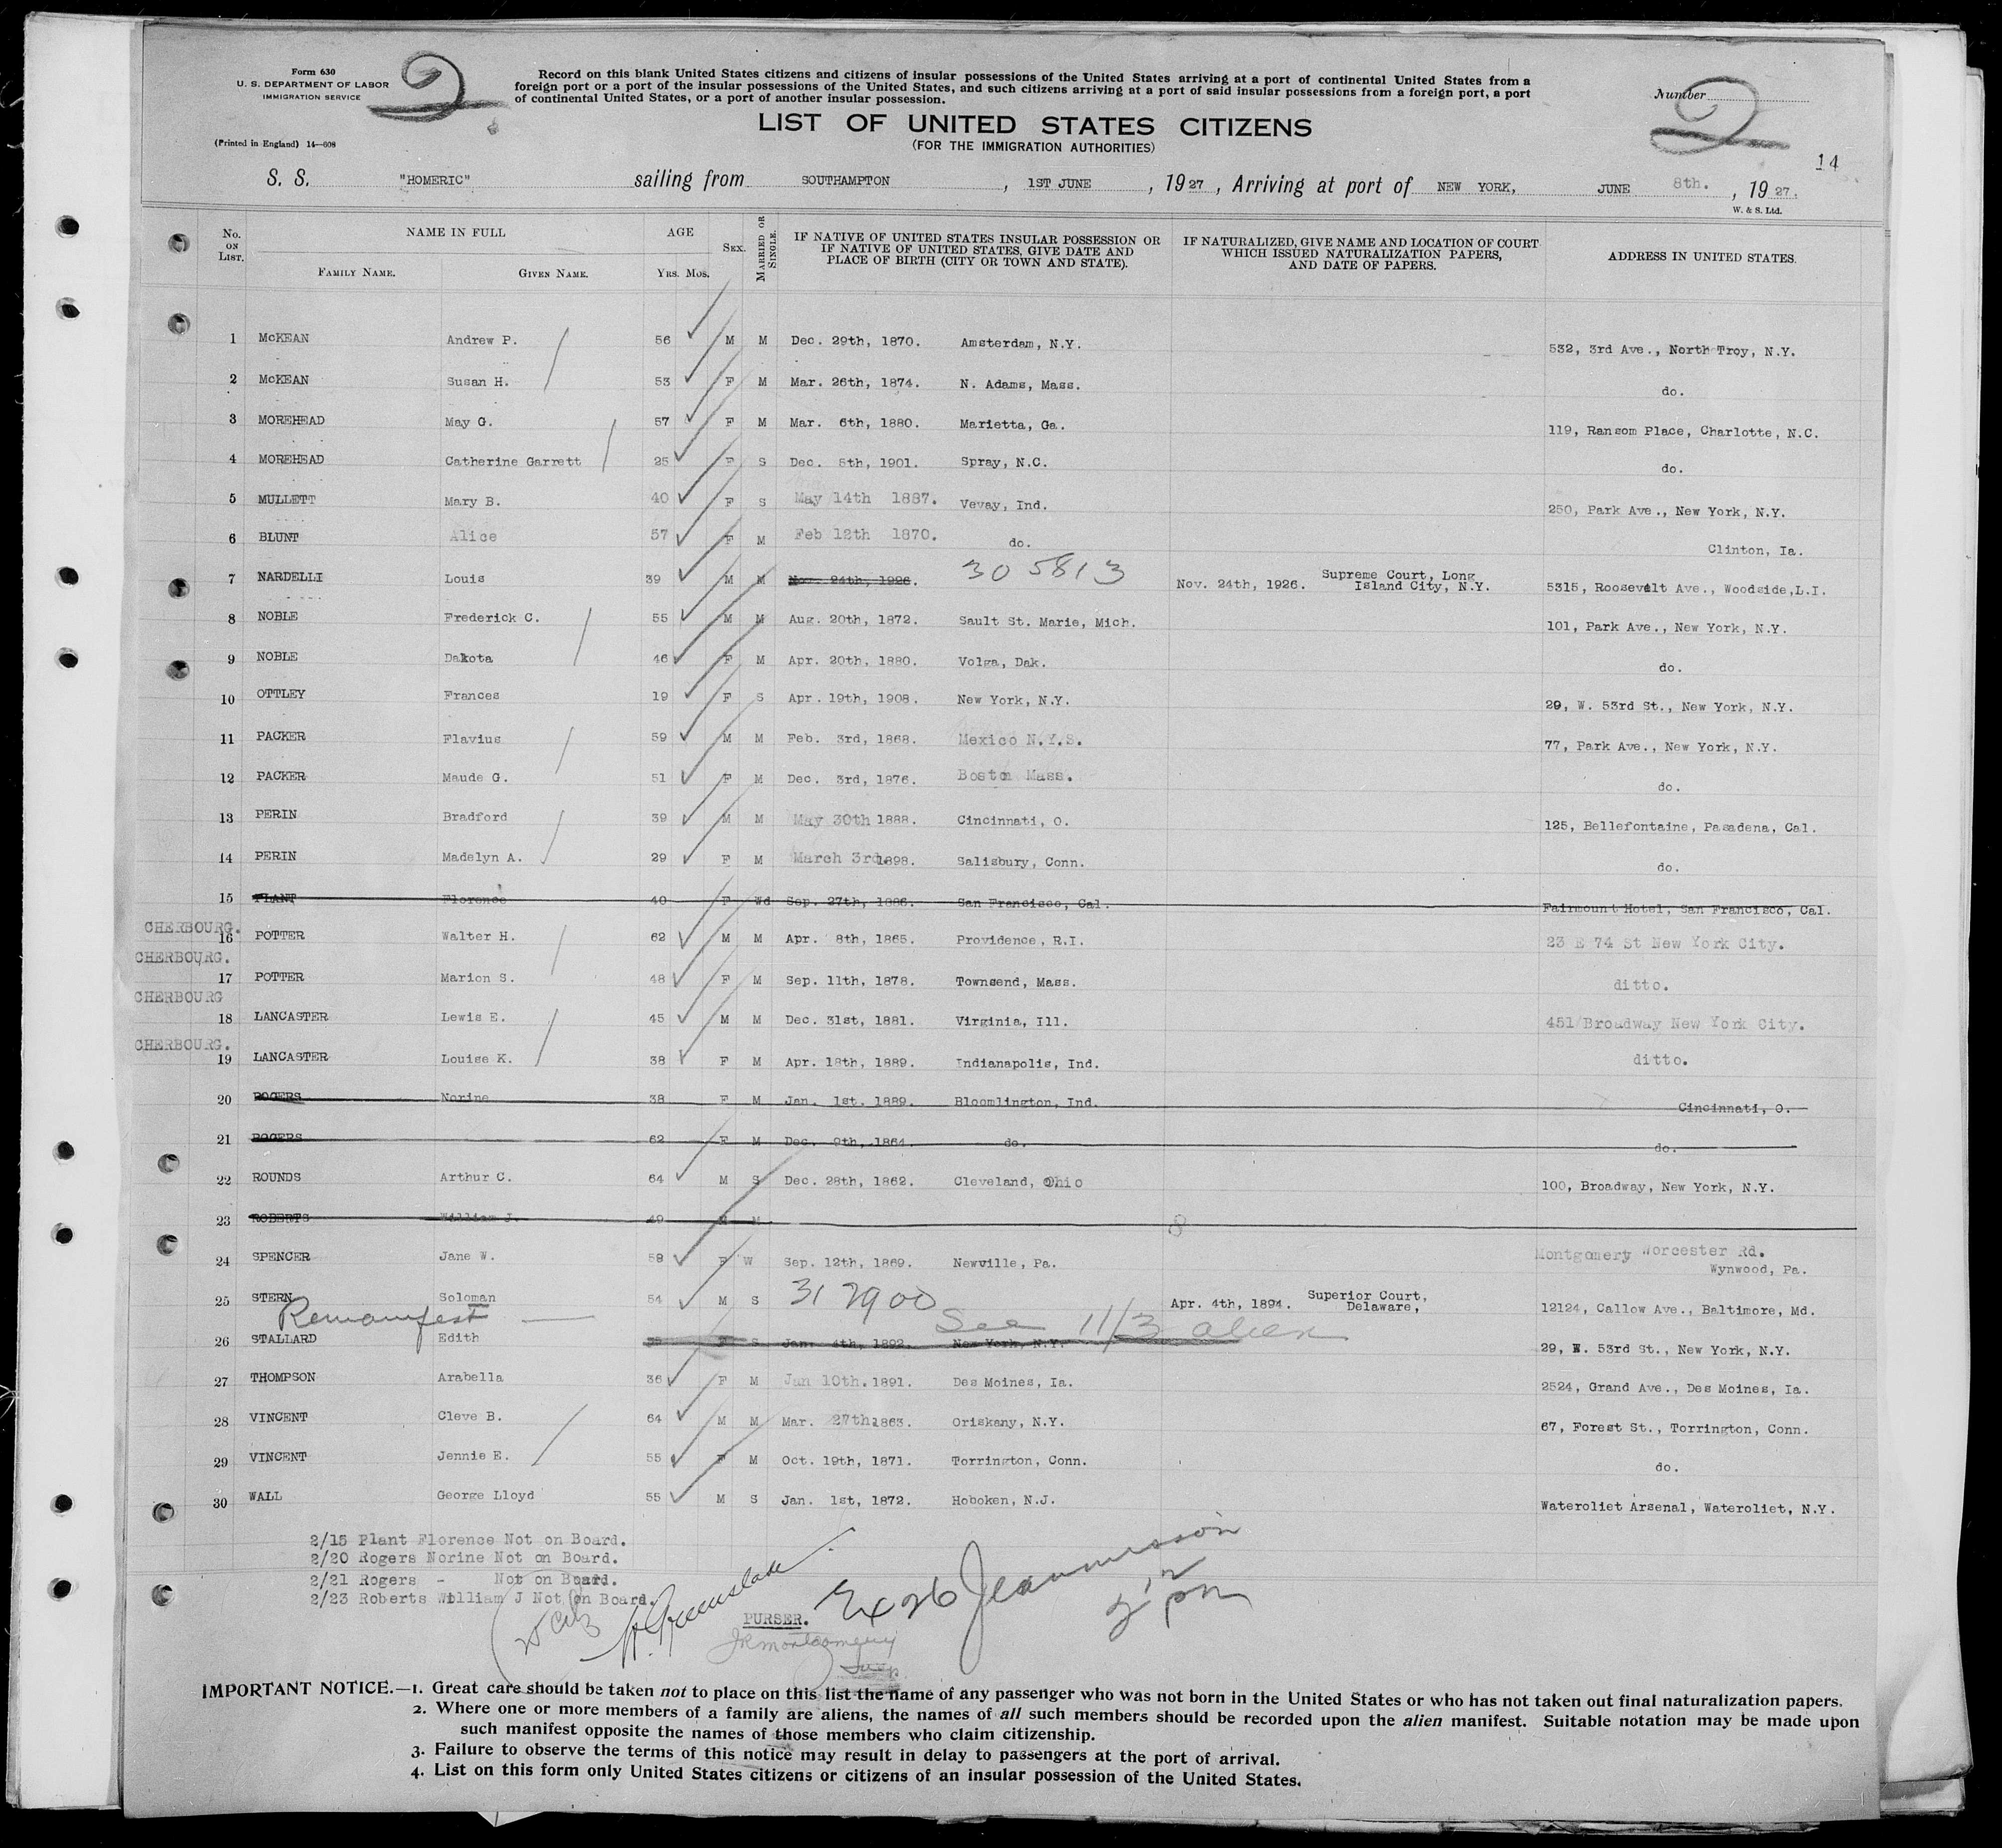 Form 630
U. S. DEPARTMENT OF LABOR
IMMIGRATION SERVICE
(Printed in England) 14—608
2
Record on this blank United States citizens and citizens of insular possessions of the United States arriving at a port of continental United States from a
foreign port or a port of the insular possessions of the United States, and such citizens arriving at a port of said insular possessions from a foreign port, a port
of continental United States, or a port of another insular possession.
Number
2
14
LIST OF UNITED STATES CITIZENS
(FOR THE IMMIGRATION AUTHORITIES)
S. S. "HOMERIC" sailing from SOUTHAMPTON, 1ST JUNE, 1927, Arriving at port of NEW YORK, JUNE 8th., 1927.
W. & S. Ltd.
No. ON LIST. NAME IN FULL FAMILY NAME. GIVEN NAME. AGE YRS. MOS. SEX. MARRIED OR SINGLE. IF NATIVE OF UNITED STATES INSULAR POSSESSION OR IF NATIVE OF UNITED STATES, GIVE DATE AND PLACE OF BIRTH (CITY OR TOWN AND STATE). IF NATURALIZED, GIVE NAME AND LOCATION OF COURT WHICH ISSUED NATURALIZATION PAPERS, AND DATE OF PAPERS. ADDRESS IN UNITED STATES.
1 McKEAN Andrew P. 56 M M Dec. 29th, 1870. Amsterdam, N.Y. 532, 3rd Ave., North Troy, N.Y.
2 McKEAN Susan H. 53 F M Mar. 26th, 1874. N. Adams, Mass. do.
3 MOREHEAD May G. 57 F M Mar. 6th, 1880. Marietta, Ga. 119, Ransom Place, Charlotte, N.C.
4 MOREHEAD Catherine Garrett 25 F S Dec. 5th, 1901. Spray, N.C. do.
5 MULLETT Mary B. 40 F S May 14th 1887. Vevay, Ind. 250, Park Ave., New York, N.Y.
6 BLUNT Alice 57 F M Feb 12th 1870. do. Clinton, Ia.
7 NARDELLI Louis 39 M M Nov. 24th, 1926. 305813 Nov. 24th, 1926. Supreme Court, Long Island City, N.Y. 5315, Roosevelt Ave., Woodside, L.I.
8 NOBLE Frederick C. 55 M M Aug. 20th, 1872. Sault St. Marie, Mich. 101, Park Ave., New York, N.Y.
9 NOBLE Dakota 46 F M Apr. 20th, 1880. Volga, Dak. do.
10 OTTLEY Frances 19 F S Apr. 19th, 1908. New York, N.Y. 29, W. 53rd St., New York, N.Y.
11 PACKER Flavius 59 M M Feb. 3rd, 1868. Mexico N.Y.S. 77, Park Ave., New York, N.Y.
12 PACKER Maude G. 51 F M Dec. 3rd, 1876. Boston Mass. do.
13 PERIN Bradford 39 M M May 30th 1888. Cincinnati, O. 125, Bellefontaine, Pasadena, Cal.
14 PERIN Madelyn A. 29 F M March 3rd. 1898. Salisbury, Conn. do.
15 PLANT Florence 40 F Wd Sep. 27th, 1886. San Francisco, Cal. Fairmount Hotel, San Francisco, Cal.
CHERBOURG.
16 POTTER Walter H. 62 M M Apr. 8th, 1865. Providence, R.I. 23 E 74 St New York City.
CHERBOURG.
17 POTTER Marion S. 48 F M Sep. 11th, 1878. Townsend, Mass. ditto.
CHERBOURG
18 LANCASTER Lewis E. 45 M M Dec. 31st, 1881. Virginia, Ill. 451 Broadway New York City.
CHERBOURG.
19 LANCASTER Louise K. 38 F M Apr. 18th, 1889. Indianapolis, Ind. ditto.
20 ROGERS Norine 38 F M Jan. 1st. 1889. Bloomlington, Ind. Cincinnati, O.
21 ROGERS 62 F M Dec. 9th, 1864. do. do.
22 ROUNDS Arthur C. 64 M S Dec. 28th, 1862. Cleveland, Ohio 100, Broadway, New York, N.Y.
23 ROBERTS William J. 49 M M 8
24 SPENCER Jane W. 58 F W Sep. 12th, 1869. Newville, Pa. Montgomery Worcester Rd. Wynwood, Pa.
25 STERN Soloman 54 M S 317900 Apr. 4th, 1894. Superior Court, Delaware, 12124, Callow Ave., Baltimore, Md.
Remanifest See 11/3 alien
26 STALLARD Edith F S Jan. 4th, 1892. New York, N.Y. 29, W. 53rd St., New York, N.Y.
27 THOMPSON Arabella 36 F M Jan 10th. 1891. Des Moines, Ia. 2524, Grand Ave., Des Moines, Ia.
28 VINCENT Cleve B. 64 M M Mar. 27th. 1863. Oriskany, N.Y. 67, Forest St., Torrington, Conn.
29 VINCENT Jennie E. 55 F M Oct. 19th, 1871. Torrington, Conn. do.
30 WALL George Lloyd 55 M S Jan. 1st, 1872. Hoboken, N.J. Wateroliet Arsenal, Wateroliet, N.Y.
2/15 Plant Florence Not on Board.
2/20 Rogers Norine Not on Board.
2/21 Rogers - Not on Board.
2/23 Roberts William J Not on Board.
PURSER.
JR Montgomery
Ex 26
IMPORTANT NOTICE.—1. Great care should be taken not to place on this list the name of any passenger who was not born in the United States or who has not taken out final naturalization papers.
2. Where one or more members of a family are aliens, the names of all such members should be recorded upon the alien manifest. Suitable notation may be made upon
such manifest opposite the names of those members who claim citizenship.
3. Failure to observe the terms of this notice may result in delay to passengers at the port of arrival.
4. List on this form only United States citizens or citizens of an insular possession of the United States.